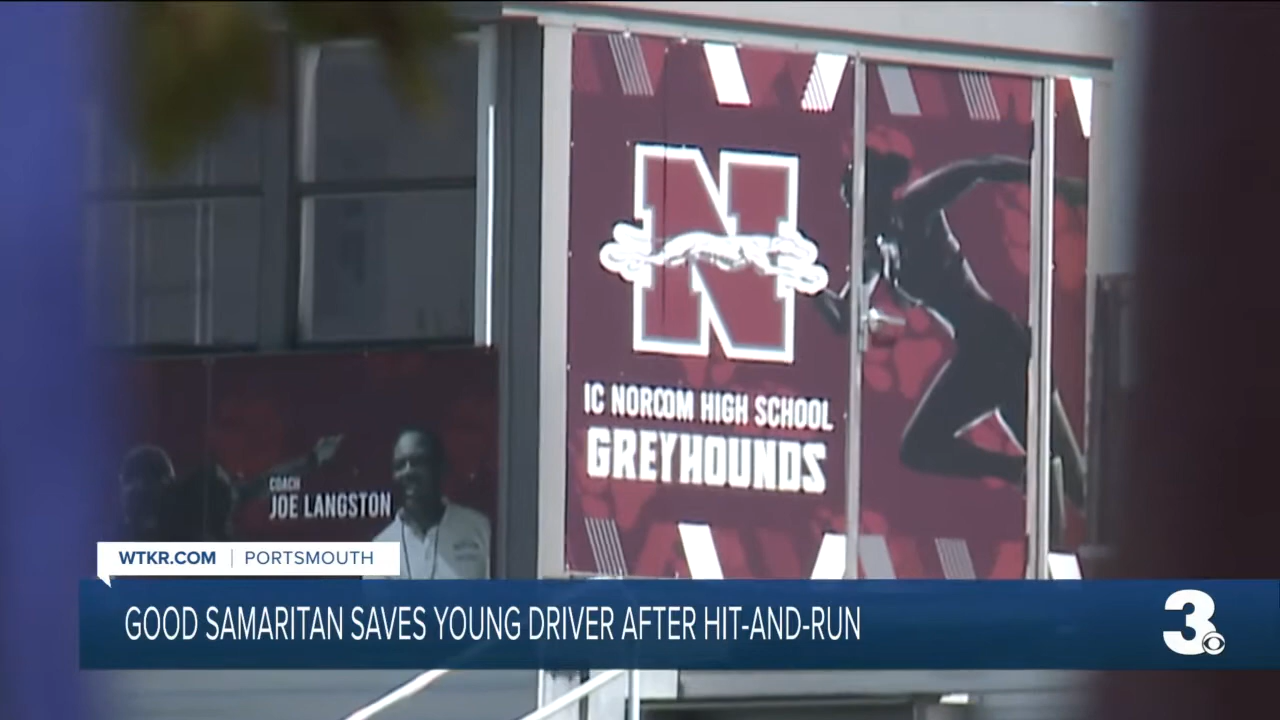 N
IC NORCOM HIGH SCHOOL
GREYHOUNDS
COACH
JOE LANGSTON
WTKR.COM | PORTSMOUTH
GOOD SAMARITAN SAVES YOUNG DRIVER AFTER HIT-AND-RUN
3